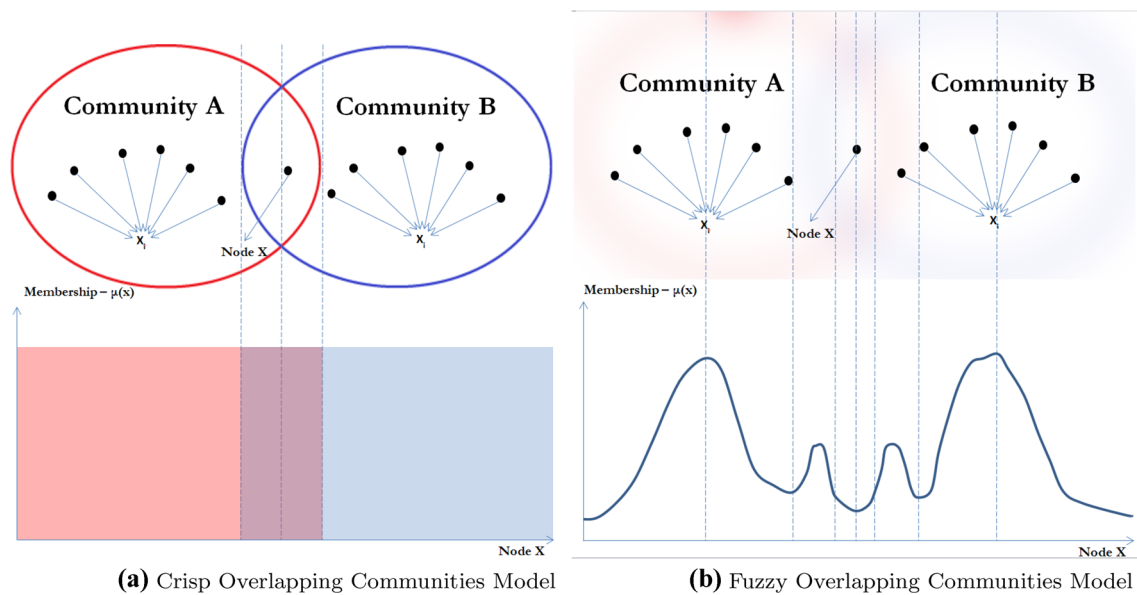 Community A
Community B
Xi
Xi
Node X
Membership – μ(x)
Node X
(a) Crisp Overlapping Communities Model
Community A
Community B
Xi
Xi
Node X
Membership – μ(x)
Node X
(b) Fuzzy Overlapping Communities Model